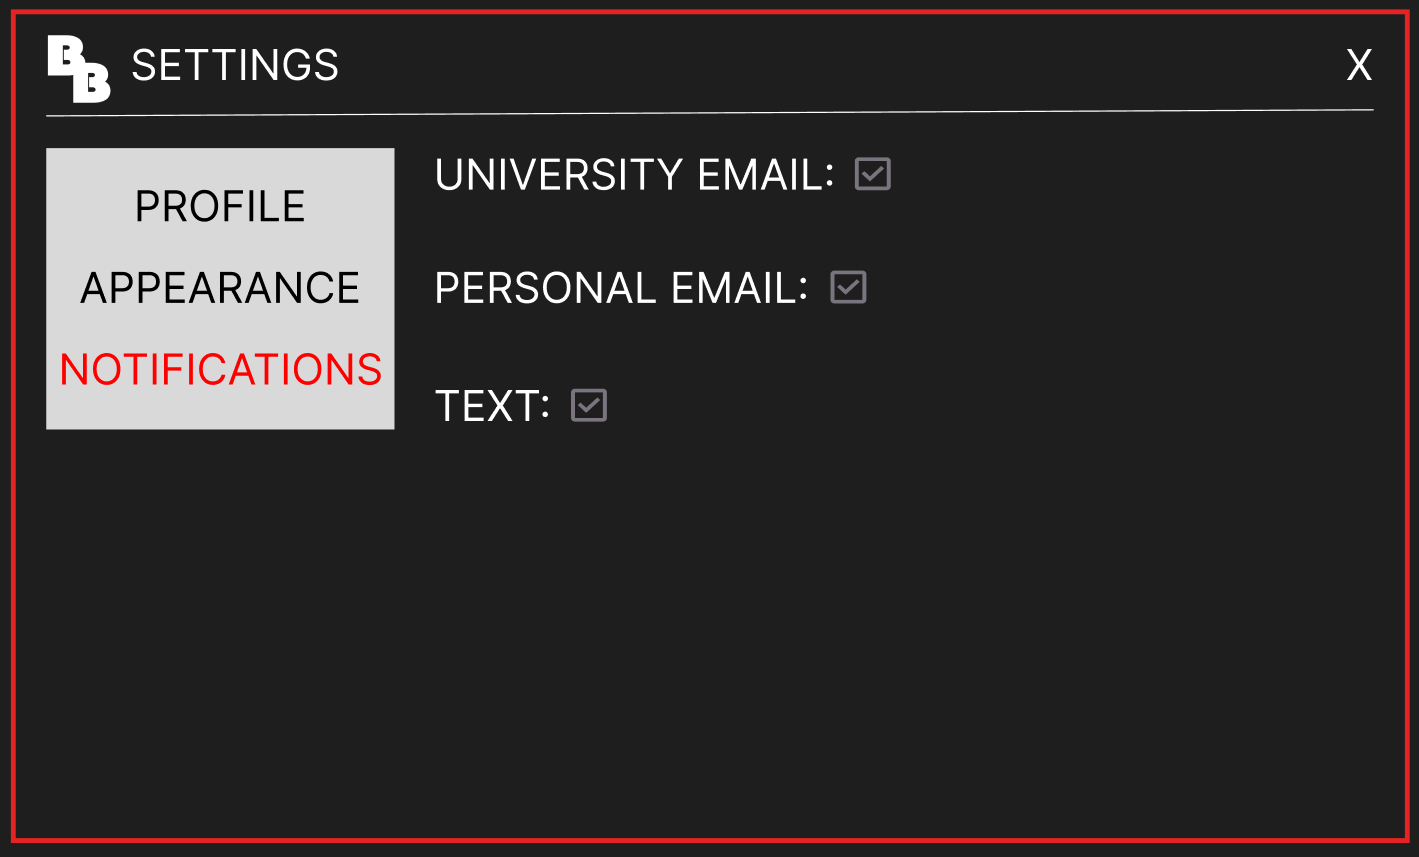 BB SETTINGS X
PROFILE
APPEARANCE
NOTIFICATIONS
UNIVERSITY EMAIL:
PERSONAL EMAIL:
TEXT: